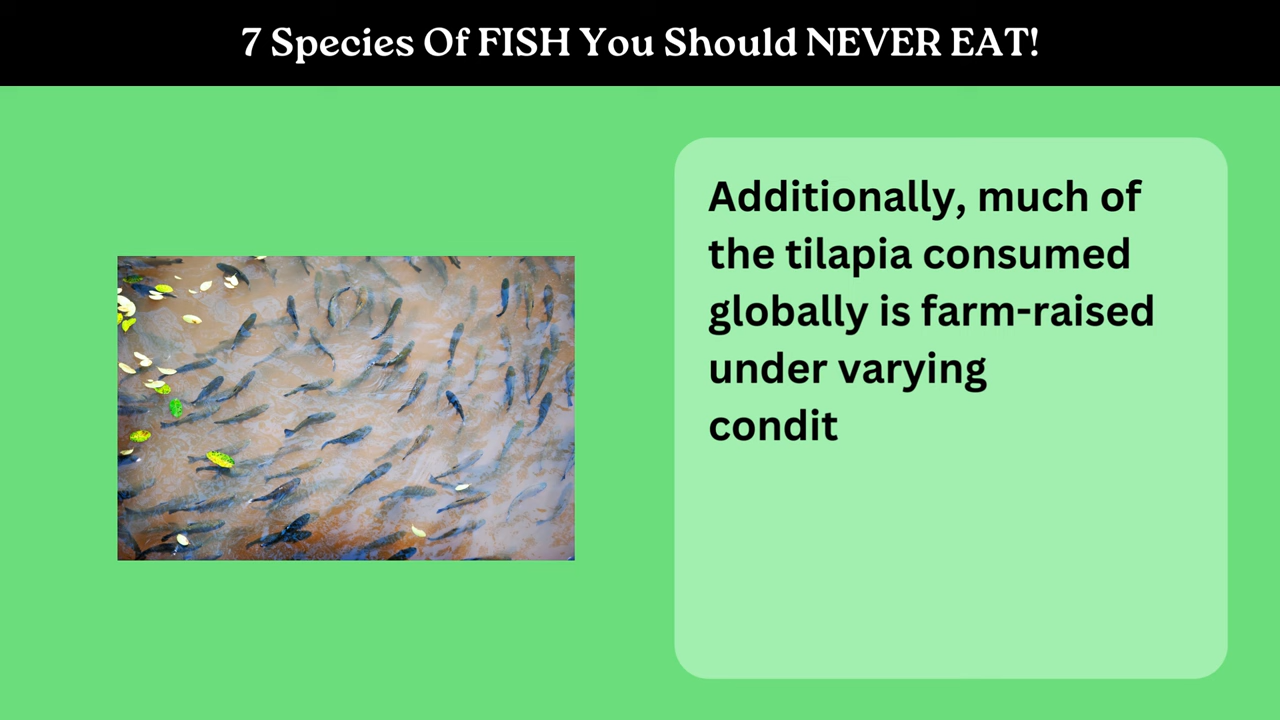 7 Species Of FISH You Should NEVER EAT!
Additionally, much of
the tilapia consumed
globally is farm-raised
under varying
condit